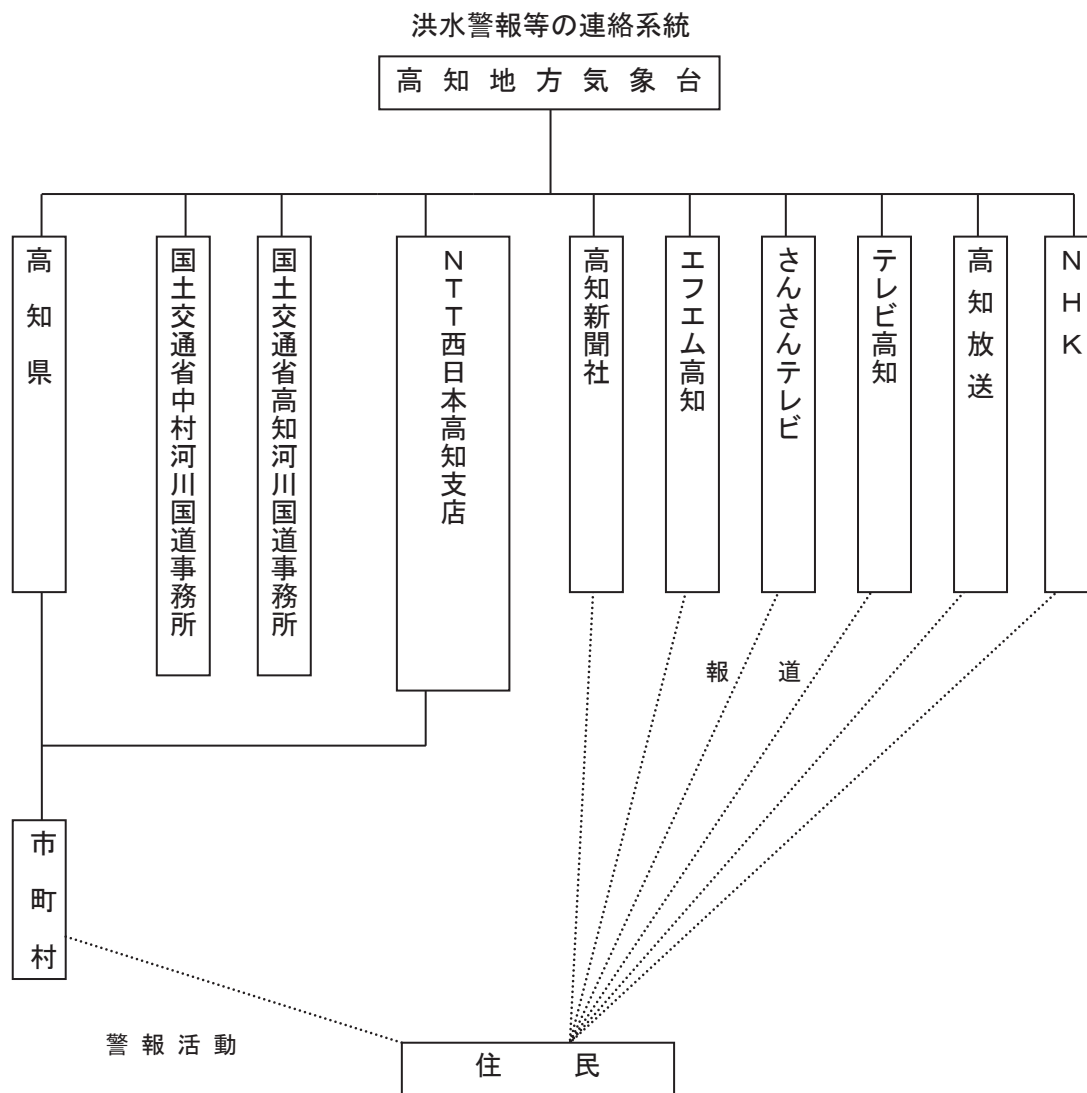 洪水警報等の連絡系統
高知地方気象台
高知県
国土交通省中村河川国道事務所
国土交通省高知河川国道事務所
NTT西日本高知支店
高知新聞社
エフエム高知
さんさんテレビ
テレビ高知
高知放送
NHK
報道
市町村
警報活動
住民